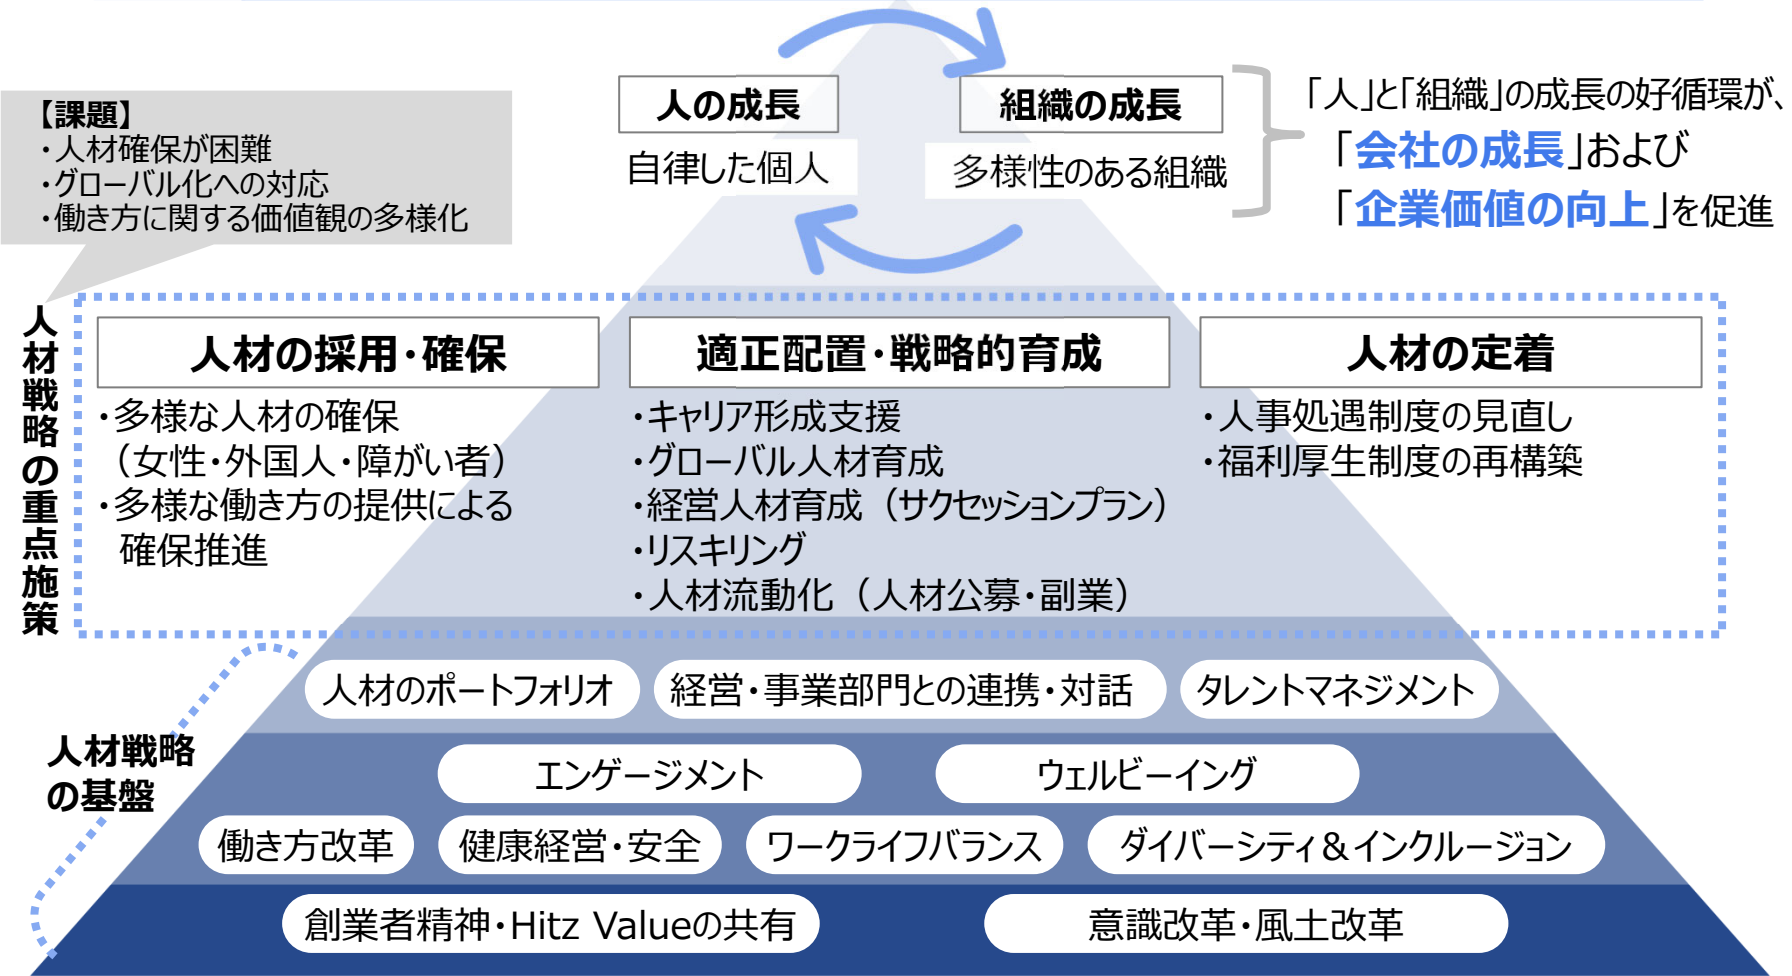 人の成長
自律した個人
組織の成長
多様性のある組織
「人」と「組織」の成長の好循環が、
「会社の成長」および
「企業価値の向上」を促進
【課題】
・人材確保が困難
・グローバル化への対応
・働き方に関する価値観の多様化
人材戦略の重点施策
人材の採用・確保
・多様な人材の確保
（女性・外国人・障がい者）
・多様な働き方の提供による
確保推進
適正配置・戦略的育成
・キャリア形成支援
・グローバル人材育成
・経営人材育成（サクセッションプラン）
・リスキリング
・人材流動化（人材公募・副業）
人材の定着
・人事処遇制度の見直し
・福利厚生制度の再構築
人材戦略
の基盤
人材のポートフォリオ
経営・事業部門との連携・対話
タレントマネジメント
エンゲージメント
ウェルビーイング
働き方改革
健康経営・安全
ワークライフバランス
ダイバーシティ＆インクルージョン
創業者精神・Hitz Valueの共有
意識改革・風土改革